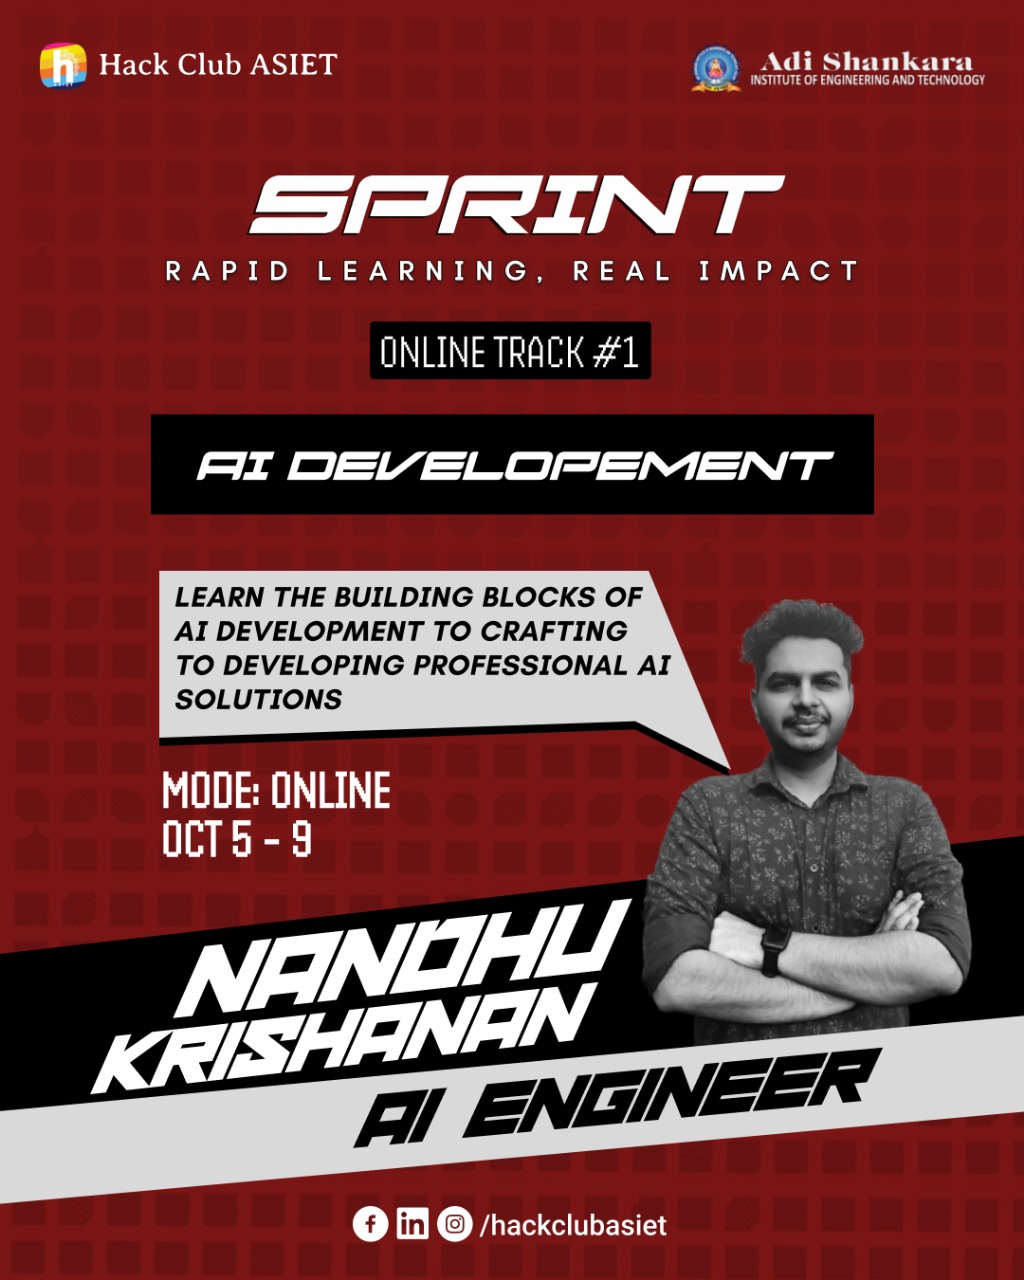 Hack Club ASIET
Adi Shankara
INSTITUTE OF ENGINEERING AND TECHNOLOGY
SPRINT
RAPID LEARNING, REAL IMPACT
ONLINE TRACK #1
AI DEVELOPEMENT
LEARN THE BUILDING BLOCKS OF
AI DEVELOPMENT TO CRAFTING
TO DEVELOPING PROFESSIONAL AI
SOLUTIONS
MODE: ONLINE
OCT 5 - 9
NANDHU
KRISHANAN
AI ENGINEER
/hackclubasiet